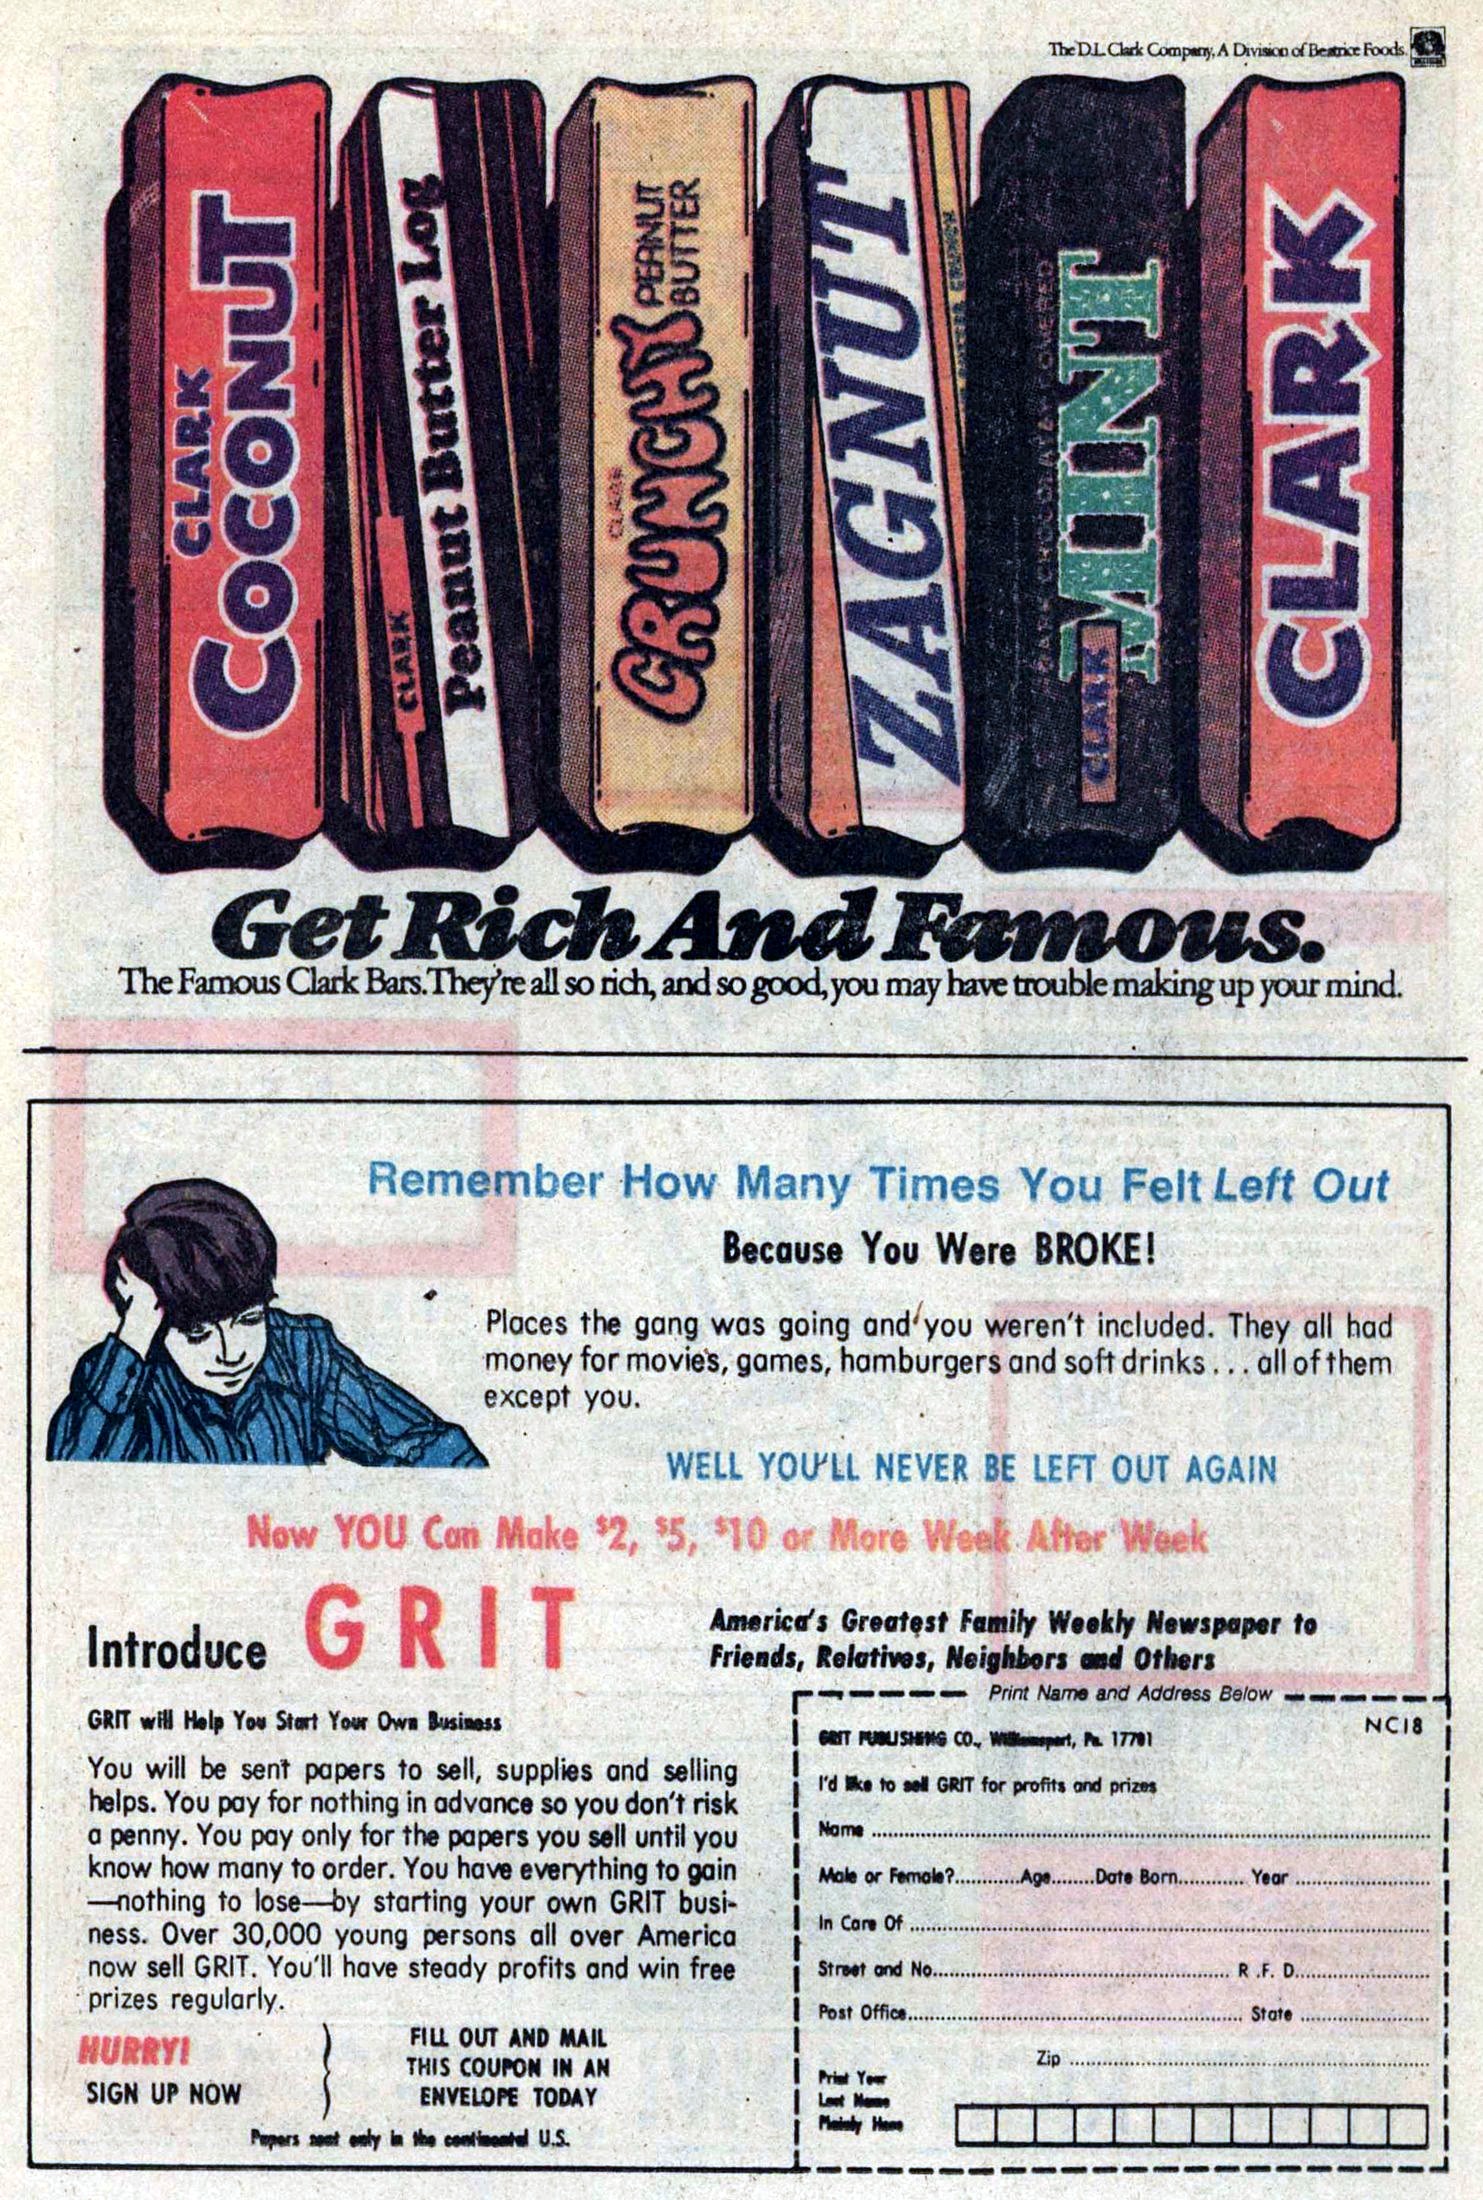 The D.L. Clark Company, A Division of Beatrice Foods.
CLARK
COCONUT
CLARK
Peanut Butter Log
CLARK
CRUNCHY
PEANUT
BUTTER
ZAGNUT
DARK CHOCOLATY COVERED
MINT
CLARK
CLARK
Get Rich And Famous.
The Famous Clark Bars. They're all so rich, and so good, you may have trouble making up your mind.
Remember How Many Times You Felt Left Out
Because You Were BROKE!
Places the gang was going and you weren't included. They all had
money for movies, games, hamburgers and soft drinks . . . all of them
except you.
WELL YOU'LL NEVER BE LEFT OUT AGAIN
Now YOU Can Make $2, $5, $10 or More Week After Week
Introduce GRIT
America's Greatest Family Weekly Newspaper to
Friends, Relatives, Neighbors and Others
GRIT will Help You Start Your Own Business
You will be sent papers to sell, supplies and selling
helps. You pay for nothing in advance so you don't risk
a penny. You pay only for the papers you sell until you
know how many to order. You have everything to gain
—nothing to lose—by starting your own GRIT busi-
ness. Over 30,000 young persons all over America
now sell GRIT. You'll have steady profits and win free
prizes regularly.
HURRY!
SIGN UP NOW
FILL OUT AND MAIL
THIS COUPON IN AN
ENVELOPE TODAY
Papers sent only in the continental U.S.
Print Name and Address Below
NC18
GRIT PUBLISHING CO., Williamsport, Pa. 17701
I'd like to sell GRIT for profits and prizes
Name
Male or Female? Age Date Born Year
In Care Of
Street and No. R.F.D.
Post Office State
Zip
Print Your
Last Name
Plainly Here